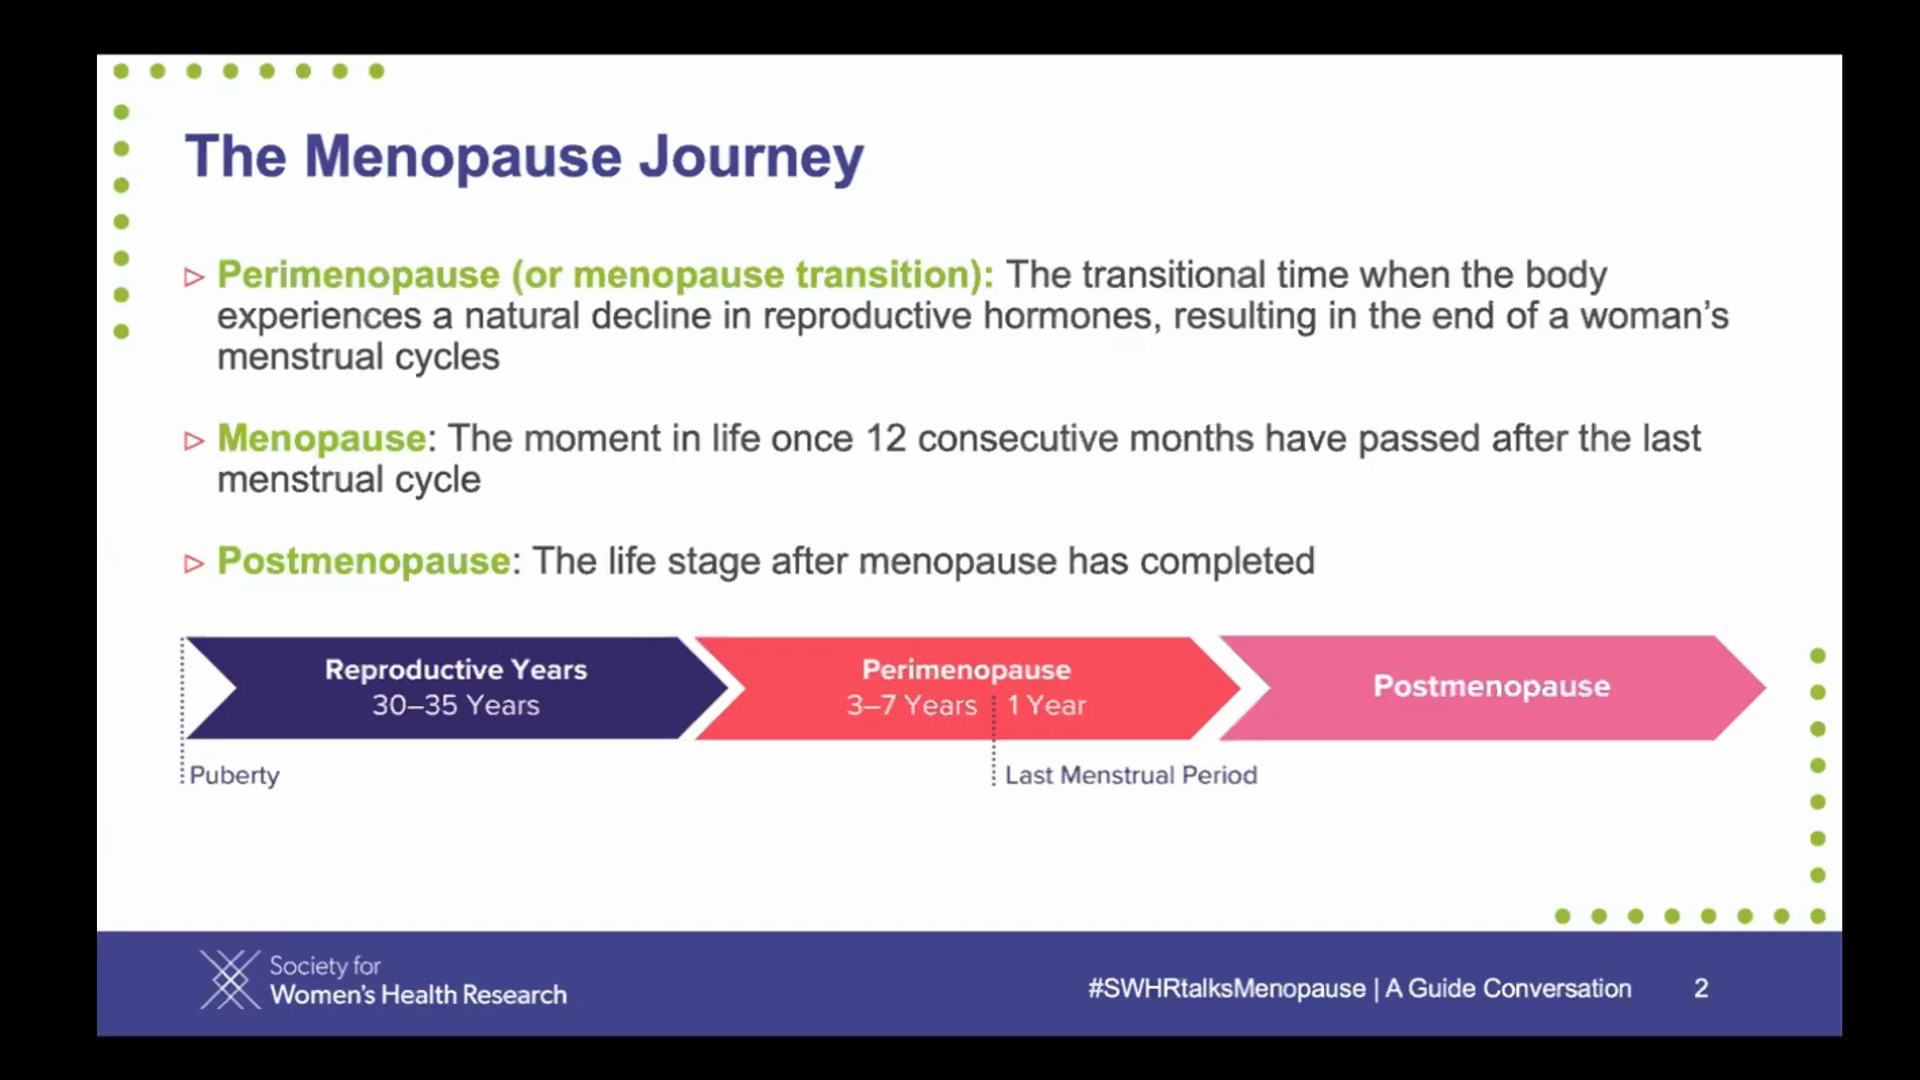 The Menopause Journey
Perimenopause (or menopause transition): The transitional time when the body
experiences a natural decline in reproductive hormones, resulting in the end of a woman’s
menstrual cycles
Menopause: The moment in life once 12 consecutive months have passed after the last
menstrual cycle
Postmenopause: The life stage after menopause has completed
Reproductive Years
30–35 Years
Perimenopause
3–7 Years 1 Year
Postmenopause
Puberty
Last Menstrual Period
Society for
Women's Health Research
#SWHRtalksMenopause | A Guide Conversation 2